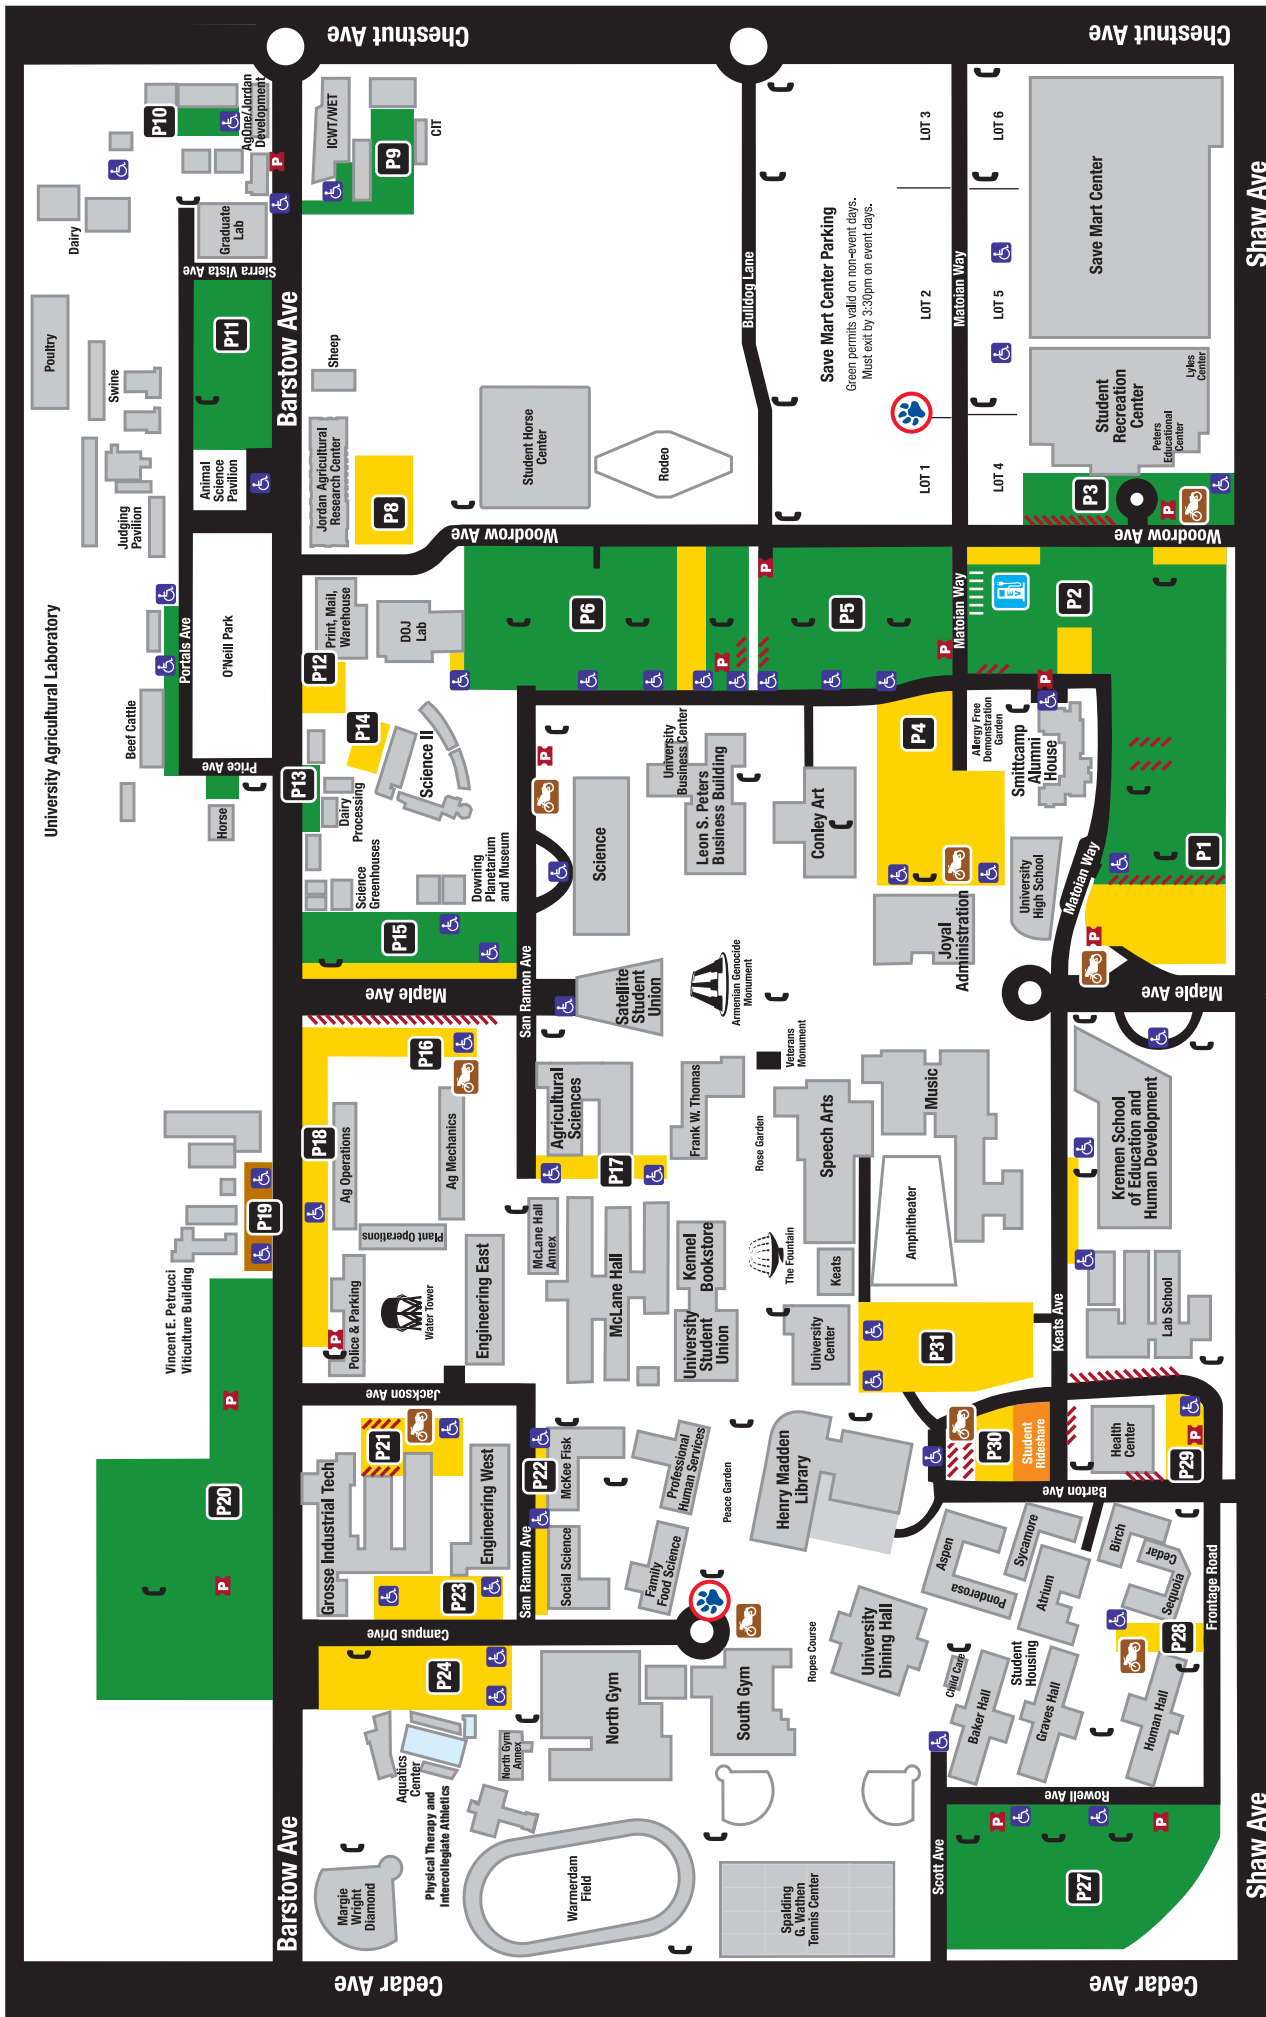 Chestnut Ave
Chestnut Ave
Shaw Ave
P10
AgOne/Jordan
Development
P
ICWT/WET
P9
CIT
Dairy
Graduate
Lab
Sierra Vista Ave
Barstow Ave
P11
Poultry
Swine
Sheep
Animal
Science
Pavilion
Judging
Pavilion
Jordan Agricultural
Research Center
P8
Student Horse
Center
Rodeo
Bulldog Lane
Save Mart Center Parking
Green permits valid on non-event days.
Must exit by 3:30pm on event days.
LOT 3
LOT 6
LOT 2
LOT 5
LOT 1
LOT 4
Matoian Way
Save Mart Center
Student
Recreation
Center
Peters
Educational
Center
Lyles
Center
P3
P
Woodrow Ave
Woodrow Ave
University Agricultural Laboratory
Portals Ave
O'Neill Park
Beef Cattle
Price Ave
Horse
Print, Mail,
Warehouse
DOJ
Lab
P12
P14
P13
Science II
Dairy
Processing
Science
Greenhouses
Downing
Planetarium
and Museum
P15
P6
P
P5
P
P
Matoian Way
EV
P2
P
P4
Allergy Free
Demonstration
Garden
Smittcamp
Alumni
House
P
University
Business Center
Leon S. Peters
Business Building
Conley Art
Science
San Ramon Ave
Joyal
Administration
University
High School
Matoian Way
P1
P
Maple Ave
Maple Ave
Satellite
Student
Union
Armenian Genocide
Monument
Veterans
Monument
P16
P18
Ag Operations
Ag Mechanics
Plant Operations
Agricultural
Sciences
Frank W. Thomas
P17
Rose Garden
Speech Arts
Music
Amphitheater
Kremen School
of Education and
Human Development
P19
Vincent E. Petrucci
Viticulture Building
Police & Parking
P
Water Tower
Engineering East
McLane Hall
Annex
McLane Hall
Kennel
Bookstore
University
Student
Union
The Fountain
Keats
University
Center
P31
Keats Ave
Lab School
Jackson Ave
P
P20
P
P21
Grosse Industrial Tech
Engineering West
P22
McKee Fisk
San Ramon Ave
Social Science
Professional
Human Services
Family
Food Science
Peace Garden
Henry Madden
Library
P30
Student
Rideshare
Health
Center
P
P29
Barton Ave
P23
Campus Drive
P24
Aspen
Ponderosa
Sycamore
Atrium
Birch
Cedar
Sequoia
Frontage Road
P28
Ropes Course
University
Dining Hall
Child Care
Student
Housing
Baker Hall
Graves Hall
Homan Hall
Aquatics
Center
North Gym
Annex
North Gym
South Gym
Physical Therapy and
Intercollegiate Athletics
Rowell Ave
P
P
Scott Ave
P27
Barstow Ave
Margie
Wright
Diamond
Warmerdam
Field
Spalding
G. Wathen
Tennis Center
Shaw Ave
Cedar Ave
Cedar Ave